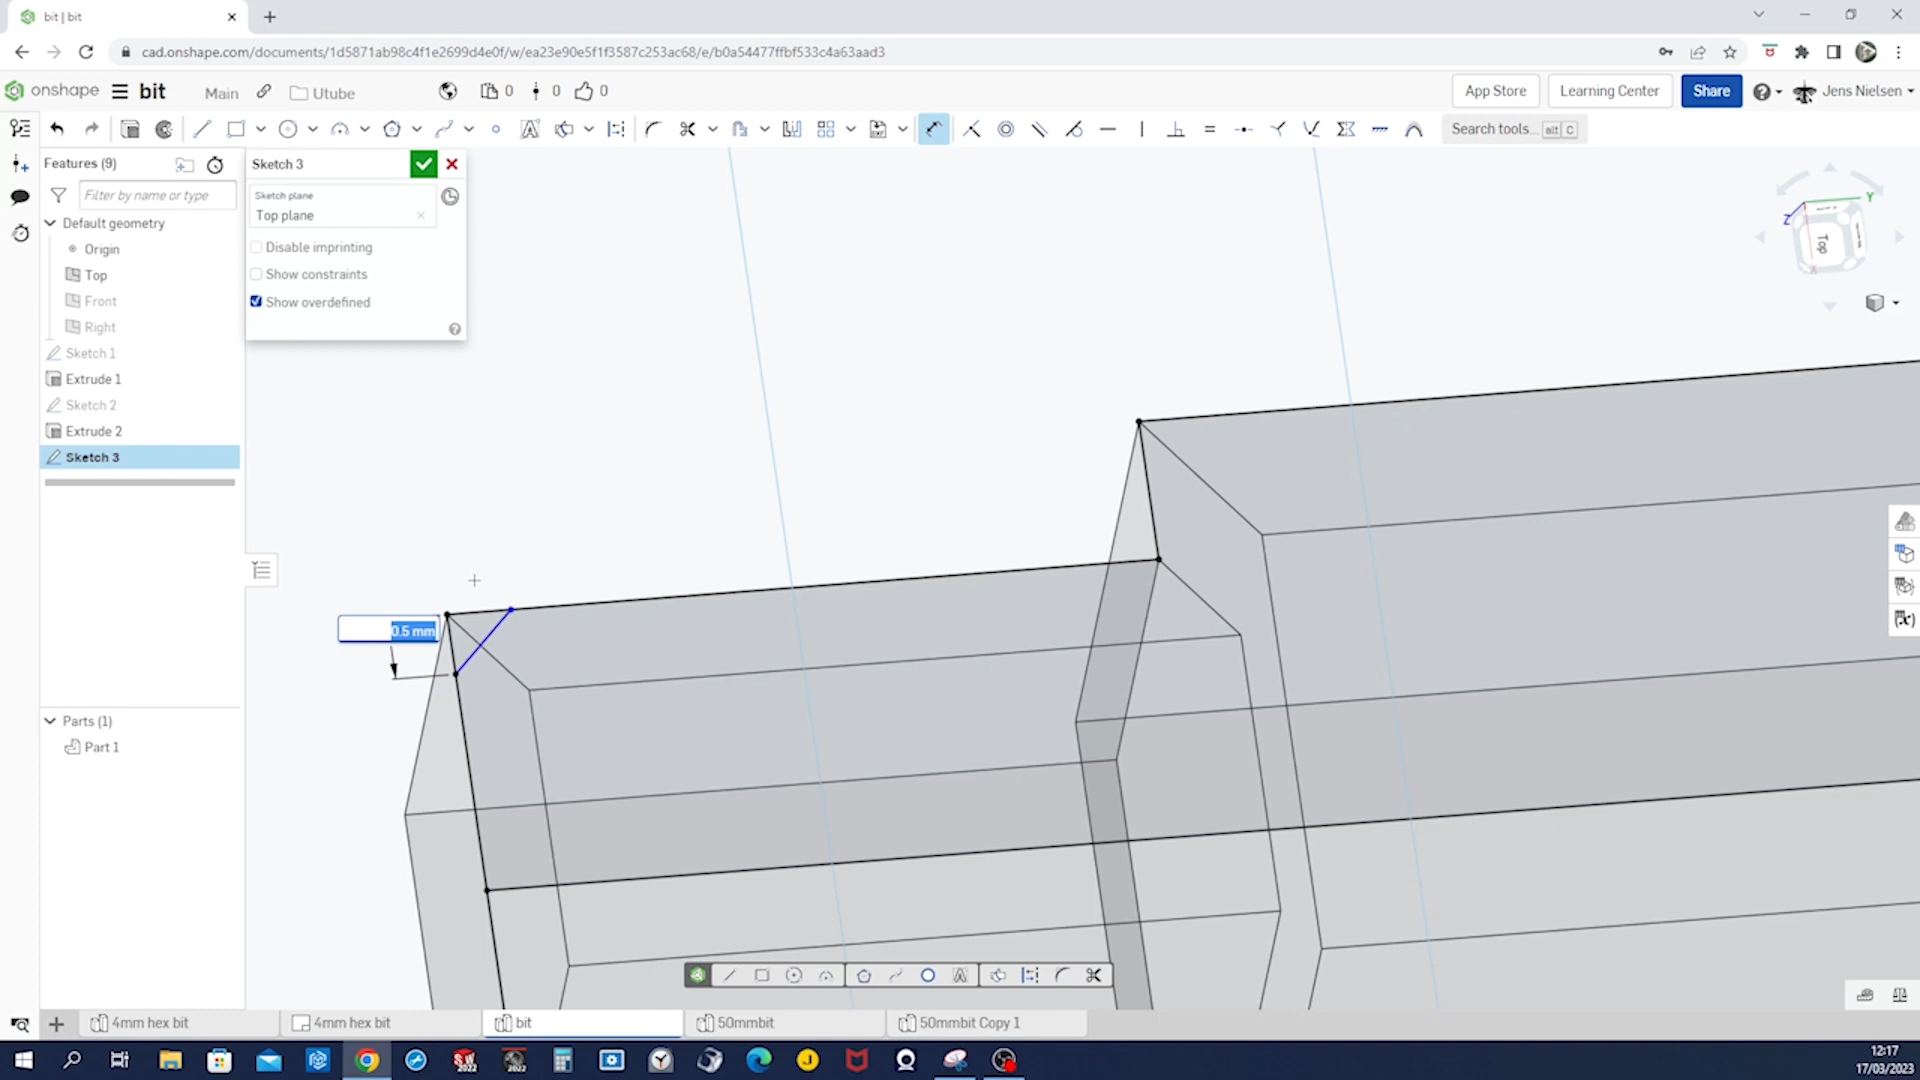 bit | bit
cad.onshape.com/documents/1d5871ab98c4f1e2699d4e0f/w/ea23e90e5f1f3587c253ac68/e/b0a54477ffbf533c4a63aad3
onshape bit Main Utube 0 0 0 App Store Learning Center Share Jens Nielsen
Search tools... alt C
Features (9)
Filter by name or type
Default geometry
Origin
Top
Front
Right
Sketch 1
Extrude 1
Sketch 2
Extrude 2
Sketch 3
Parts (1)
Part 1
Sketch 3
Sketch plane
Top plane
Disable imprinting
Show constraints
Show overdefined
0.5 mm
Y
Z
Top
X
4mm hex bit 4mm hex bit bit 50mmbit 50mmbit Copy 1
12:17
17/03/2023